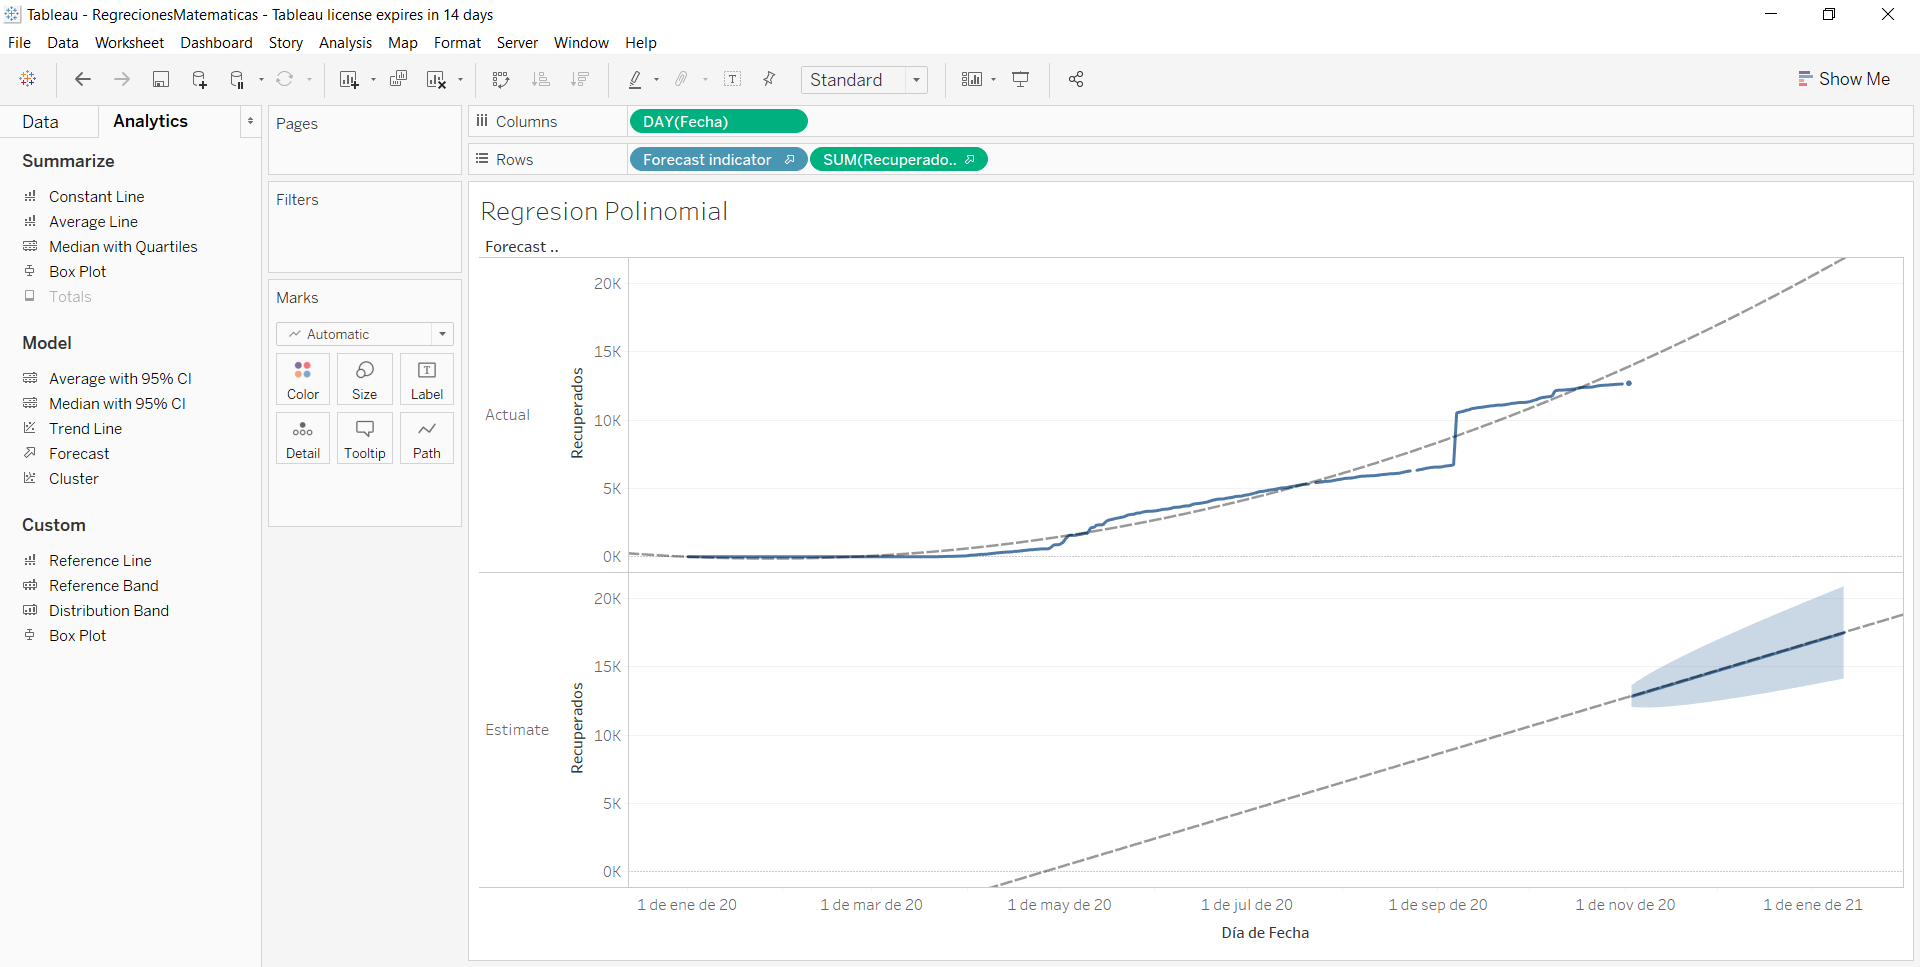 Tableau - RegrecionesMatematicas - Tableau license expires in 14 days
File Data Worksheet Dashboard Story Analysis Map Format Server Window Help
Standard
Show Me
Data Analytics
Summarize
Constant Line
Average Line
Median with Quartiles
Box Plot
Totals
Model
Average with 95% CI
Median with 95% CI
Trend Line
Forecast
Cluster
Custom
Reference Line
Reference Band
Distribution Band
Box Plot
Pages
Filters
Marks
Automatic
Color Size Label
Detail Tooltip Path
Columns DAY(Fecha)
Rows Forecast indicator SUM(Recuperado..
Regresion Polinomial
Forecast ..
Actual
Recuperados
20K
15K
10K
5K
0K
Estimate
Recuperados
20K
15K
10K
5K
0K
1 de ene de 20 1 de mar de 20 1 de may de 20 1 de jul de 20 1 de sep de 20 1 de nov de 20 1 de ene de 21
Día de Fecha